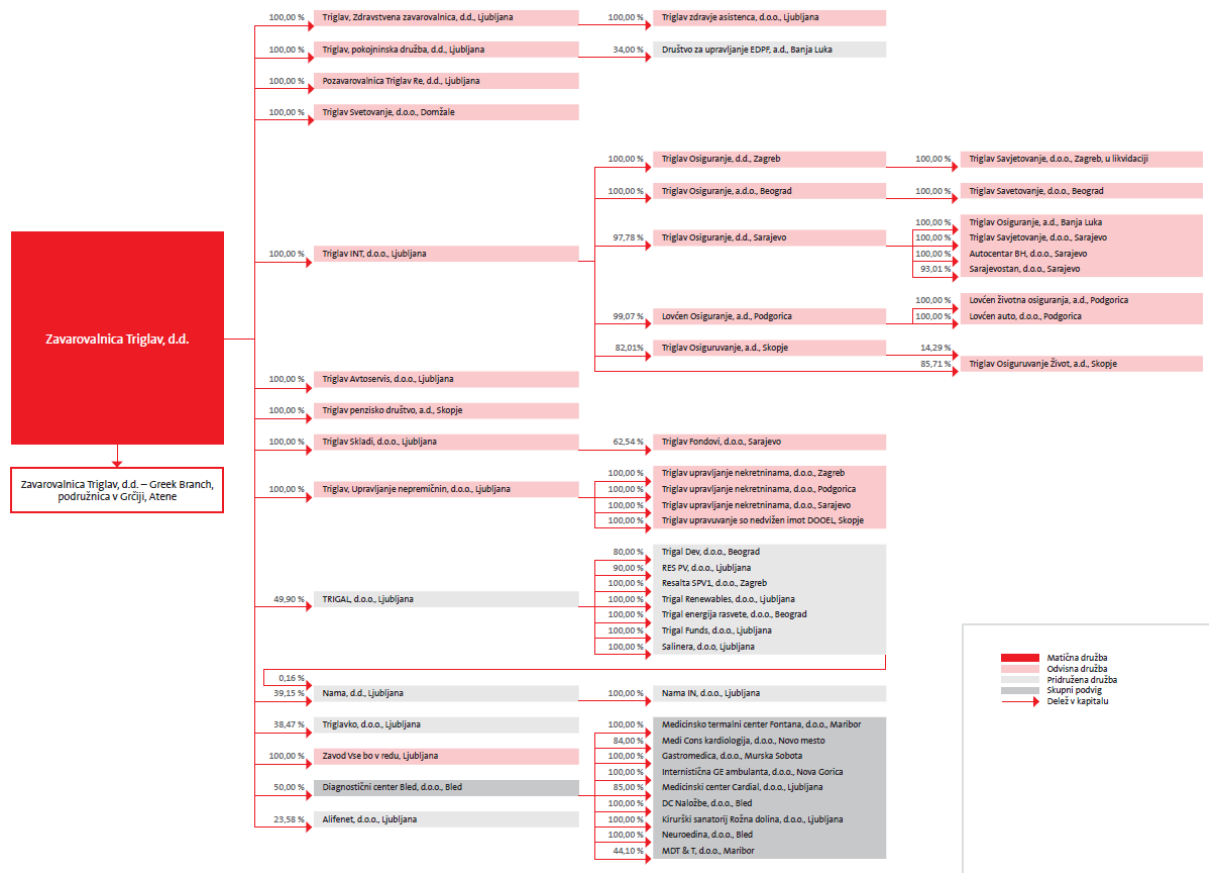 100,00 % Triglav, Zdravstvena zavarovalnica, d.d., Ljubljana 100,00 % Triglav zdravje asistenca, d.o.o., Ljubljana
100,00 % Triglav, pokojninska družba, d.d., Ljubljana 34,00 % Društvo za upravljanje EDPF, a.d., Banja Luka
100,00 % Pozavarovalnica Triglav Re, d.d., Ljubljana
100,00 % Triglav Svetovanje, d.o.o., Domžale
100,00 % Triglav Osiguranje, d.d., Zagreb 100,00 % Triglav Savjetovanje, d.o.o., Zagreb, u likvidaciji
100,00 % Triglav Osiguranje, a.d.o., Beograd 100,00 % Triglav Savetovanje, d.o.o., Beograd
100,00 % Triglav Osiguranje, a.d., Banja Luka
97,78 % Triglav Osiguranje, d.d., Sarajevo 100,00 % Triglav Savjetovanje, d.o.o., Sarajevo
100,00 % Triglav INT, d.o.o., Ljubljana 100,00 % Autocentar BH, d.o.o., Sarajevo
93,01 % Sarajevostan, d.o.o., Sarajevo
100,00 % Lovćen životna osiguranja, a.d., Podgorica
99,07 % Lovćen Osiguranje, a.d., Podgorica 100,00 % Lovćen auto, d.o.o., Podgorica
Zavarovalnica Triglav, d.d.
82,01% Triglav Osiguruvanje, a.d., Skopje 14,29 %
85,71 % Triglav Osiguruvanje Život, a.d., Skopje
100,00 % Triglav Avtoservis, d.o.o., Ljubljana
100,00 % Triglav penzisko društvo, a.d., Skopje
100,00 % Triglav Skladi, d.o.o., Ljubljana 62,54 % Triglav Fondovi, d.o.o., Sarajevo
Zavarovalnica Triglav, d.d. – Greek Branch,
podružnica v Grčiji, Atene
100,00 % Triglav upravljanje nekretninama, d.o.o., Zagreb
100,00 % Triglav, Upravljanje nepremičnin, d.o.o., Ljubljana 100,00 % Triglav upravljanje nekretninama, d.o.o., Podgorica
100,00 % Triglav upravljanje nekretninama, d.o.o., Sarajevo
100,00 % Triglav upravuvanje so nedvižen imot DOOEL, Skopje
80,00 % Trigal Dev, d.o.o., Beograd
90,00 % RES PV, d.o.o., Ljubljana
100,00 % Resalta SPV1, d.o.o., Zagreb
49,90 % TRIGAL, d.o.o., Ljubljana 100,00 % Trigal Renewables, d.o.o., Ljubljana
100,00 % Trigal energija rasvete, d.o.o., Beograd
100,00 % Trigal Funds, d.o.o., Ljubljana
100,00 % Salinera, d.o.o, Ljubljana
0,16 %
39,15 % Nama, d.d., Ljubljana 100,00 % Nama IN, d.o.o., Ljubljana
38,47 % Triglavko, d.o.o., Ljubljana 100,00 % Medicinsko termalni center Fontana, d.o.o., Maribor
84,00 % Medi Cons kardiologija, d.o.o., Novo mesto
100,00 % Zavod Vse bo v redu, Ljubljana 100,00 % Gastromedica, d.o.o., Murska Sobota
100,00 % Internistična GE ambulanta, d.o.o., Nova Gorica
50,00 % Diagnostični center Bled, d.o.o., Bled 85,00 % Medicinski center Cardial, d.o.o., Ljubljana
100,00 % DC Naložbe, d.o.o., Bled
23,58 % Alifenet, d.o.o., Ljubljana 100,00 % Kirurški sanatorij Rožna dolina, d.o.o., Ljubljana
100,00 % Neuroedina, d.o.o., Bled
44,10 % MDT & T, d.o.o., Maribor
Matična družba
Odvisna družba
Pridružena družba
Skupni podvig
Delež v kapitalu